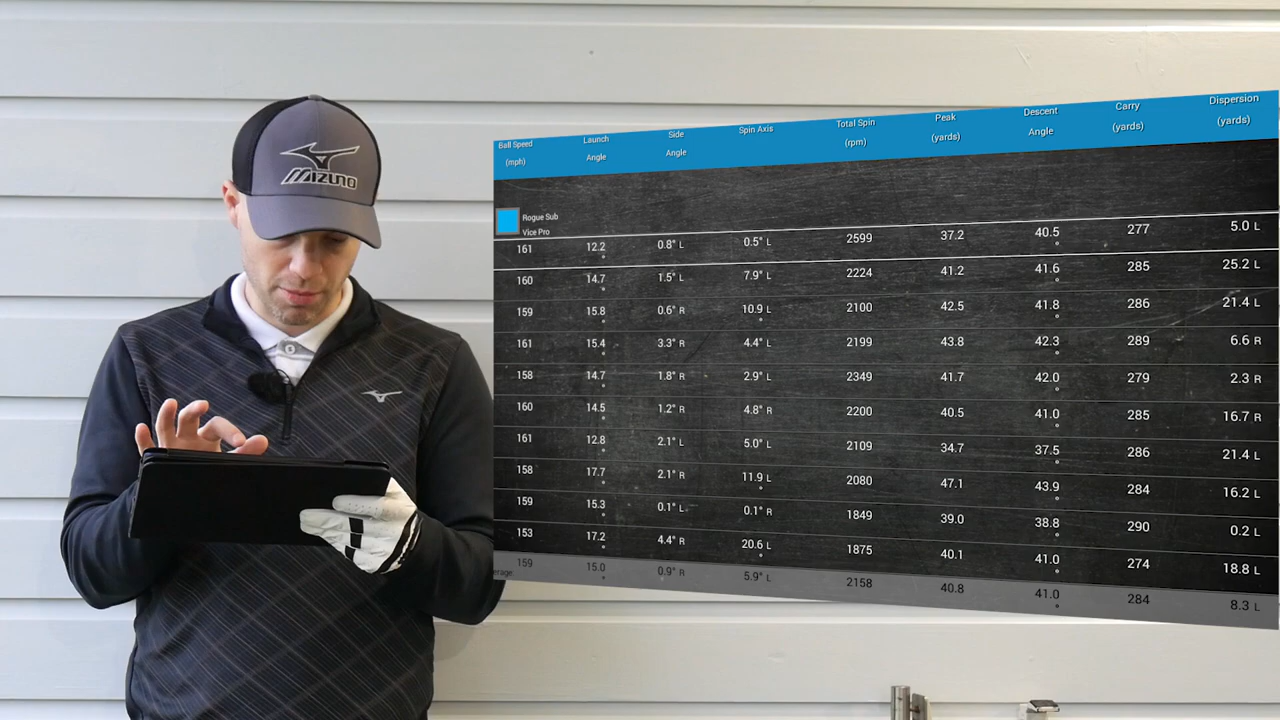 MIZUNO
Ball Speed (mph) Launch Angle Side Angle Spin Axis Total Spin (rpm) Peak (yards) Descent Angle Carry (yards) Dispersion (yards)
Rogue Sub
Vice Pro
161 12.2° 0.8° L 0.5° L 2599 37.2 40.5° 277 5.0 L
160 14.7° 1.5° L 7.9° L 2224 41.2 41.6° 285 25.2 L
159 15.8° 0.6° R 10.9° L 2100 42.5 41.8° 286 21.4 L
161 15.4° 3.3° R 4.4° L 2199 43.8 42.3° 289 6.6 R
158 14.7° 1.8° R 2.9° L 2349 41.7 42.0° 279 2.3 R
160 14.5° 1.2° R 4.8° R 2200 40.5 41.0° 285 16.7 R
161 12.8° 2.1° L 5.0° L 2109 34.7 37.5° 286 21.4 L
158 17.7° 2.1° R 11.9° L 2080 47.1 43.9° 284 16.2 L
159 15.3° 0.1° L 0.1° R 1849 39.0 38.8° 290 0.2 L
153 17.2° 4.4° R 20.6° L 1875 40.1 41.0° 274 18.8 L
erage 159 15.0° 0.9° R 5.9° L 2158 40.8 41.0° 284 8.3 L